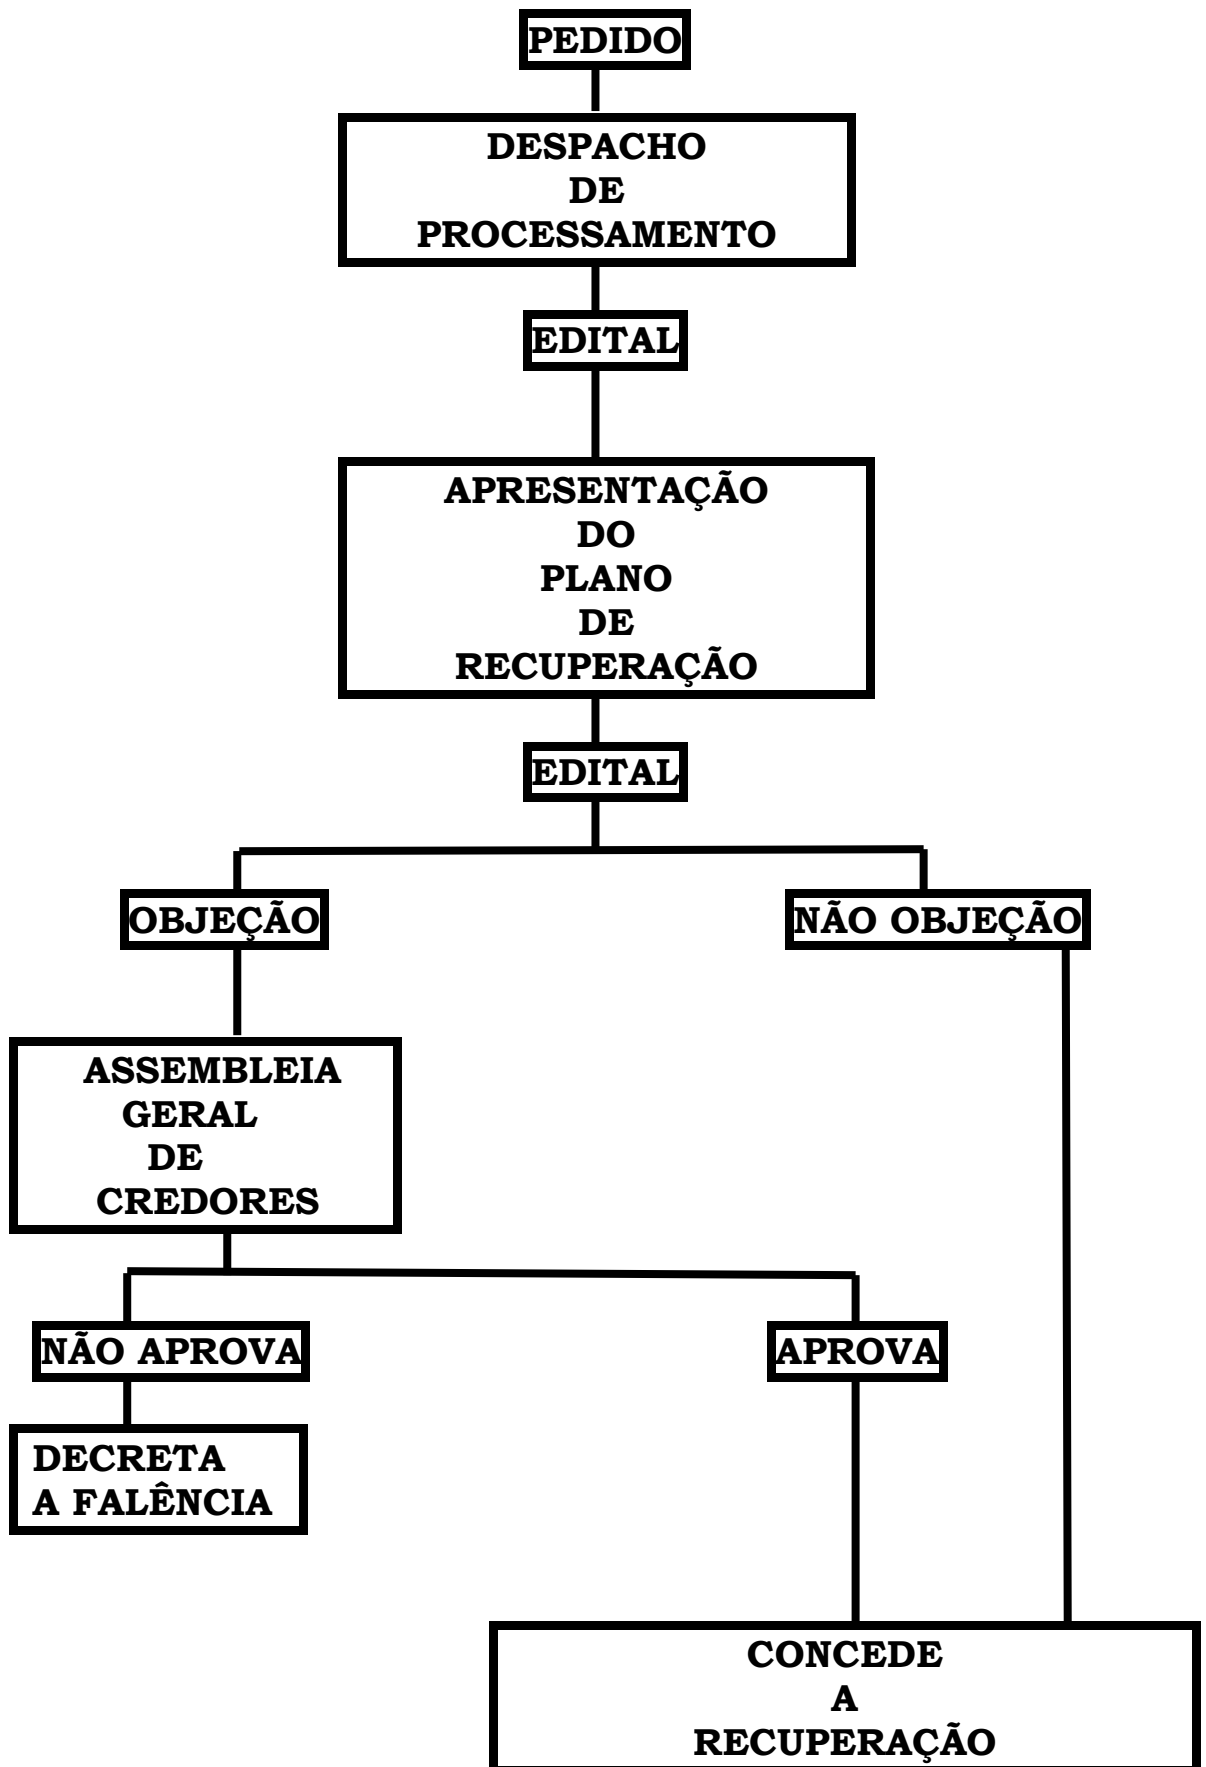 PEDIDO
DESPACHO
DE
PROCESSAMENTO
EDITAL
APRESENTAÇÃO
DO
PLANO
DE
RECUPERAÇÃO
EDITAL
OBJEÇÃO
NÃO OBJEÇÃO
ASSEMBLEIA
GERAL
DE
CREDORES
NÃO APROVA
APROVA
DECRETA
A FALÊNCIA
CONCEDE
A
RECUPERAÇÃO